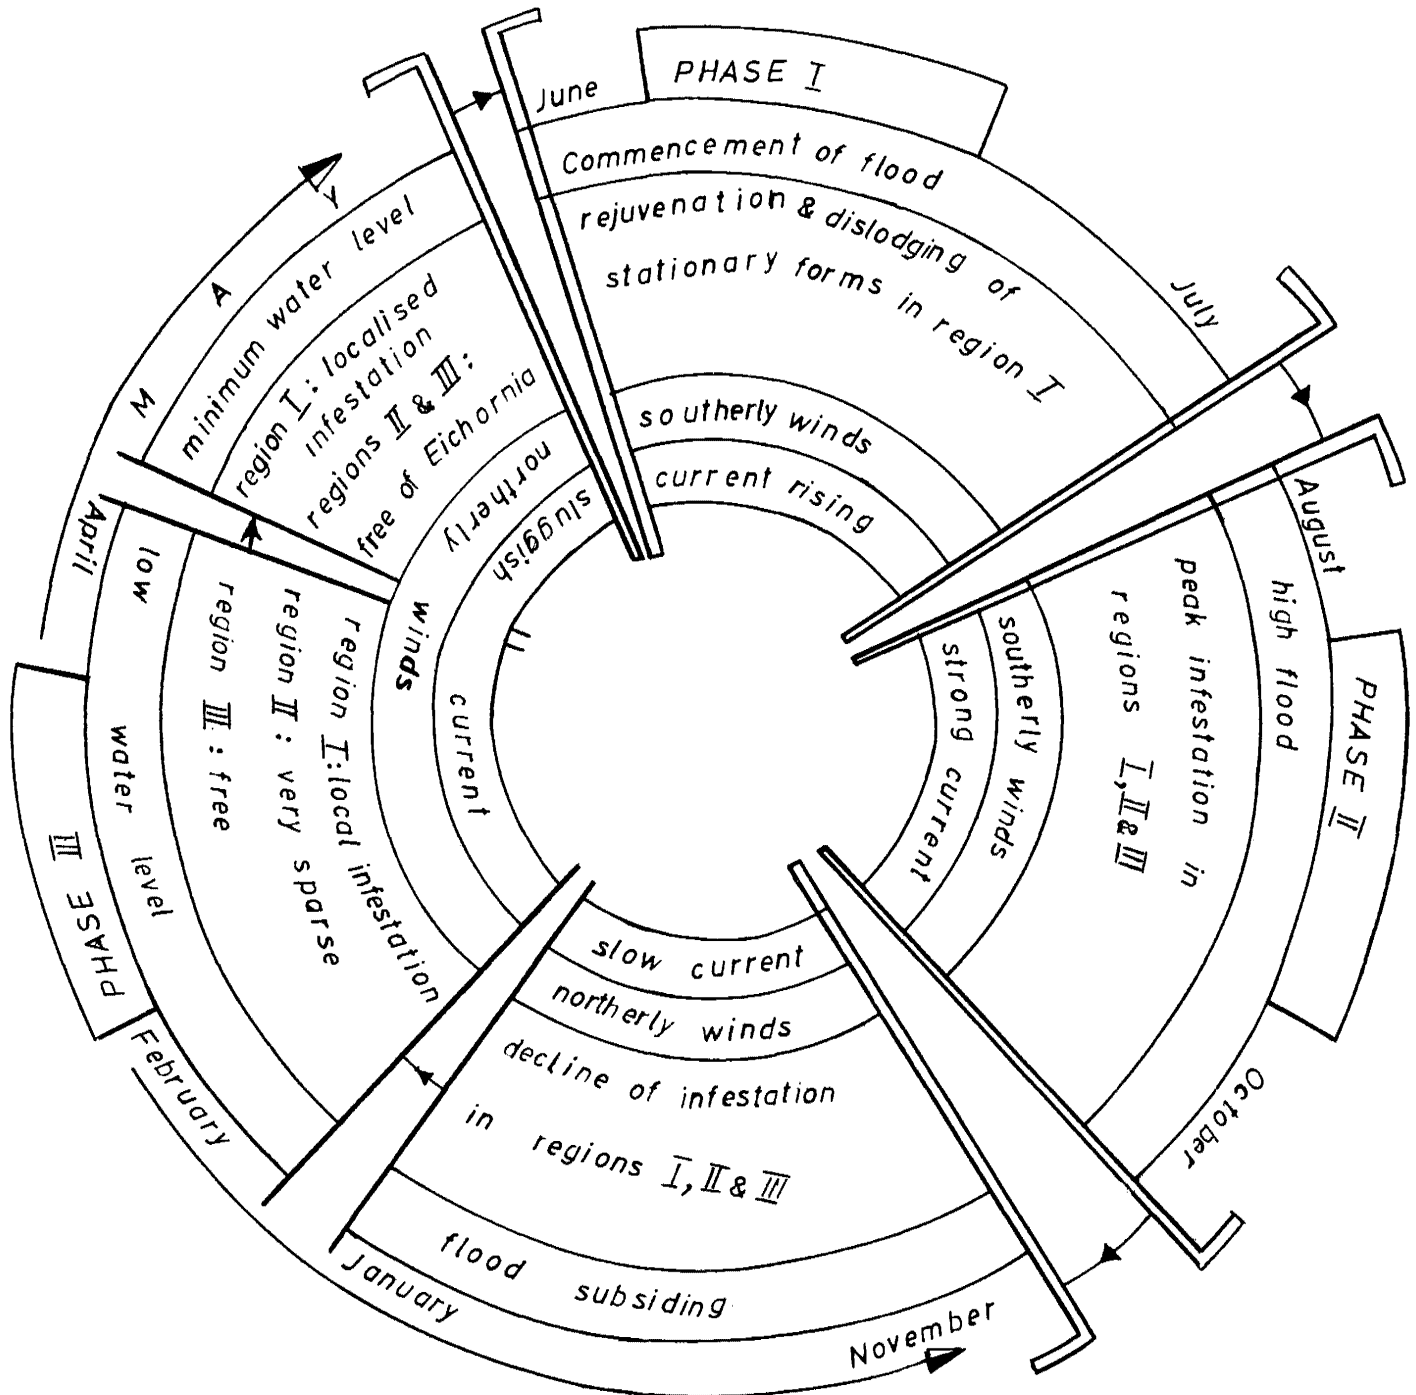 PHASE I
June
July
Commencement of flood
rejuvenation & dislodging of
stationary forms in region I
southerly winds
current rising
August
October
PHASE II
high flood
peak infestation in
regions I, II & III
southerly winds
strong current
November
January
flood subsiding
decline of infestation
in regions I, II & III
northerly winds
slow current
February
April
PHASE III
low water level
region I: local infestation
region II: very sparse
region III: free
MAY
minimum water level
region I: localised
infestation
regions II & III:
free of Eichornia
northerly winds
sluggish current